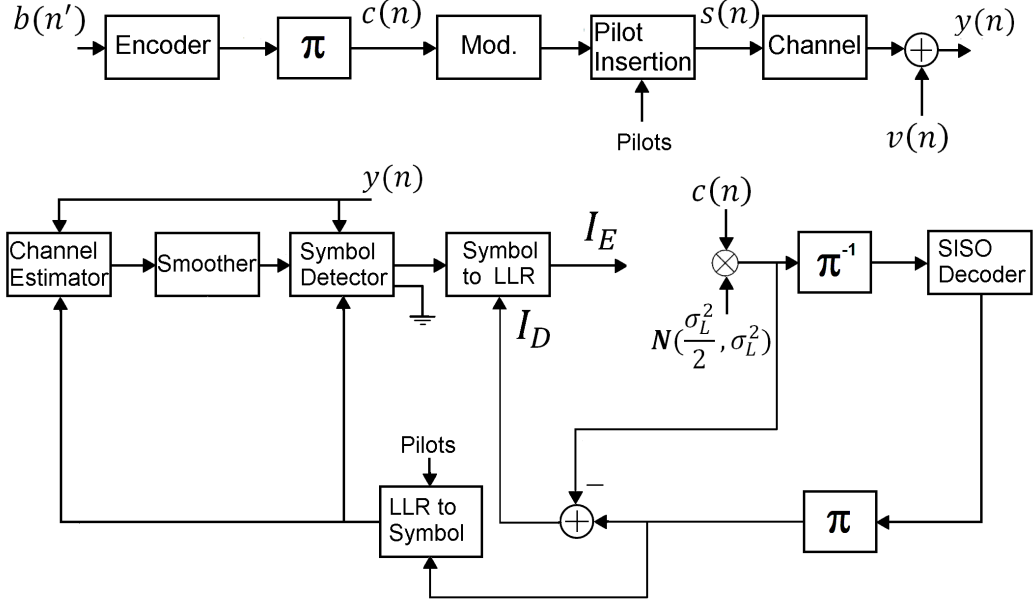 b(n′)
Encoder
π
c(n)
Mod.
Pilot
Insertion
s(n)
Channel
+
y(n)
Pilots
v(n)
y(n)
Channel
Estimator
Smoother
Symbol
Detector
Symbol
to LLR
I_E
I_D
c(n)
N(σ_L^2/2, σ_L^2)
π^-1
SISO
Decoder
Pilots
LLR to
Symbol
−
+
π